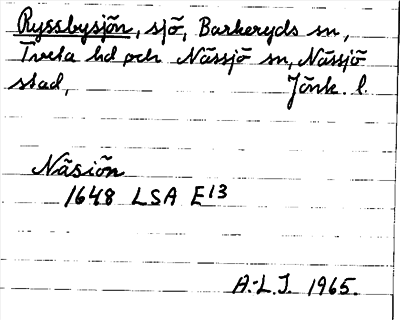 Ryssbysjön, sjö, Barkeryds sn,
Tveta hd och Nässjö sn, Nässjö
stad, Jönk. l.
Näsiön
1648 LSA E13
A.-L.J. 1965.